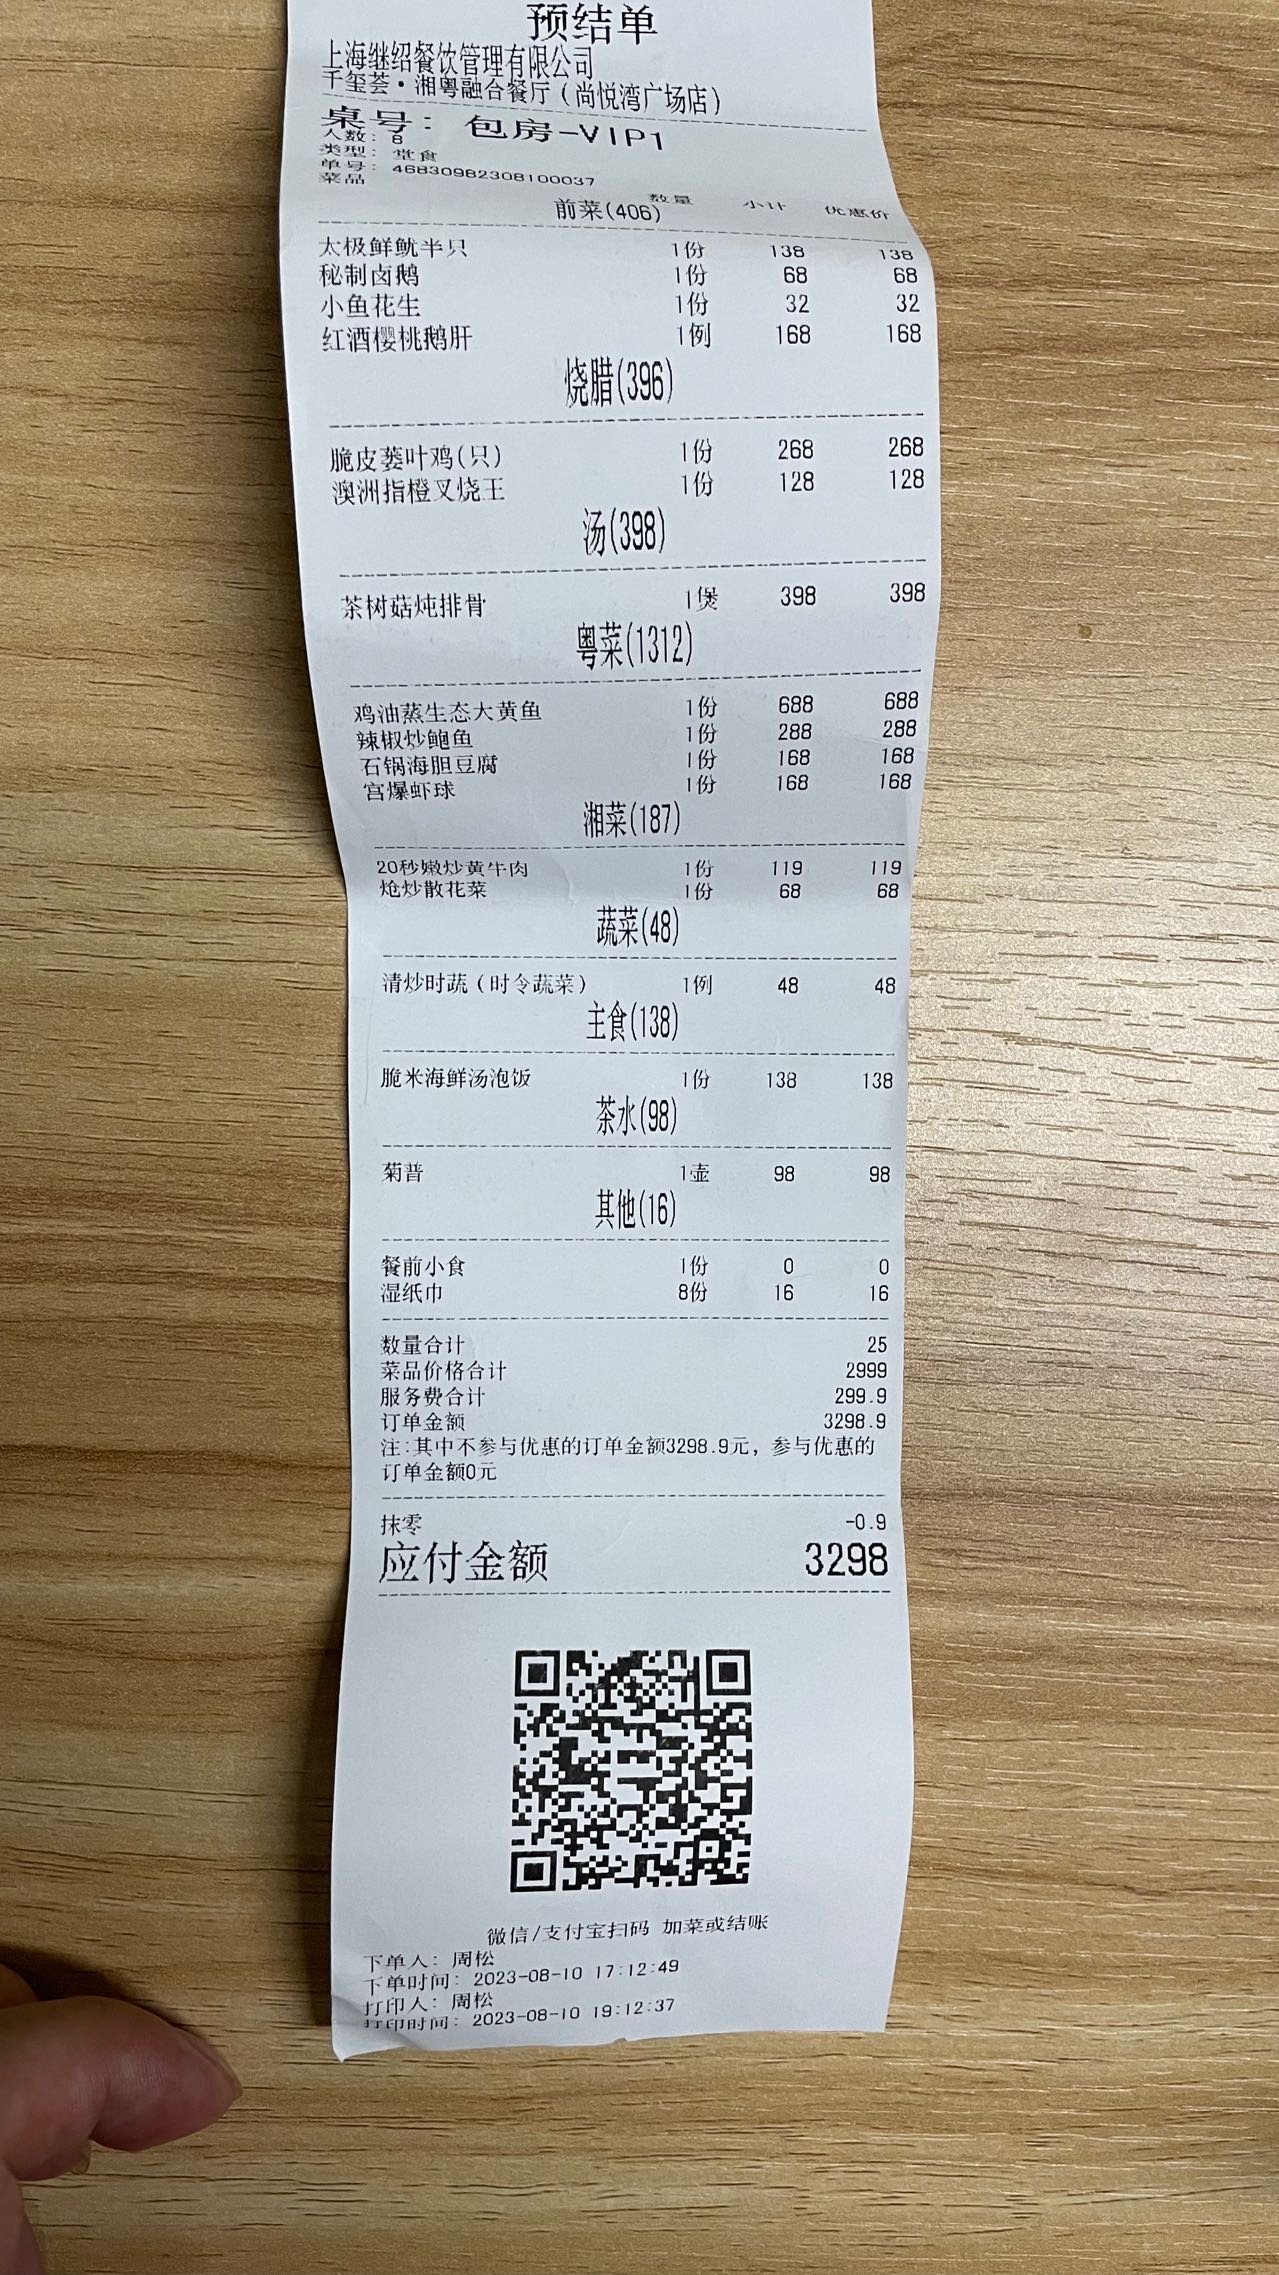 预结单
上海继绍餐饮管理有限公司
千玺荟·湘粤融合餐厅(尚悦湾广场店)
桌号: 包房-VIP1
人数: 8
类型: 堂食
单号: 46830982308100037
菜品 数量 小计 优惠价
前菜(406)
太极鲜鱿半只 1份 138 138
秘制卤鹅 1份 68 68
小鱼花生 1份 32 32
红酒樱桃鹅肝 1例 168 168
烧腊(396)
脆皮蒌叶鸡(只) 1份 268 268
澳洲指橙叉烧王 1份 128 128
汤(398)
茶树菇炖排骨 1煲 398 398
粤菜(1312)
鸡油蒸生态大黄鱼 1份 688 688
辣椒炒鲍鱼 1份 288 288
石锅海胆豆腐 1份 168 168
宫爆虾球 1份 168 168
湘菜(187)
20秒嫩炒黄牛肉 1份 119 119
炝炒散花菜 1份 68 68
蔬菜(48)
清炒时蔬(时令蔬菜) 1例 48 48
主食(138)
脆米海鲜汤泡饭 1份 138 138
茶水(98)
菊普 1壶 98 98
其他(16)
餐前小食 1份 0 0
湿纸巾 8份 16 16
数量合计 25
菜品价格合计 2999
服务费合计 299.9
订单金额 3298.9
注:其中不参与优惠的订单金额3298.9元, 参与优惠的
订单金额0元
抹零 -0.9
应付金额 3298
微信/支付宝扫码 加菜或结账
下单人: 周松
下单时间: 2023-08-10 17:12:49
打印人: 周松
打印时间: 2023-08-10 19:12:37